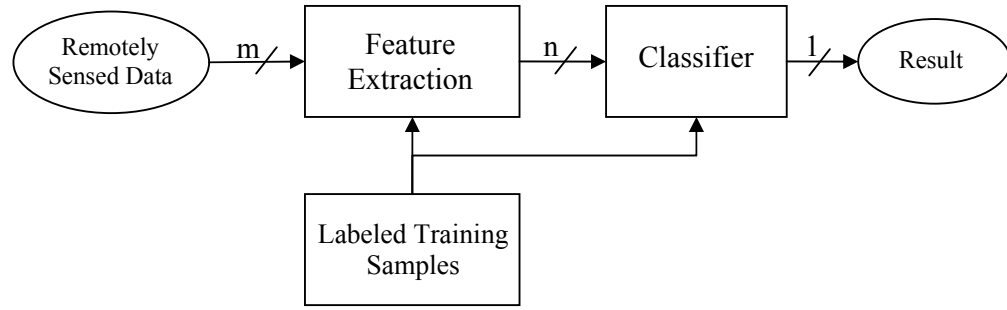 Remotely
Sensed Data
m
Feature
Extraction
n
Classifier
1
Result
Labeled Training
Samples